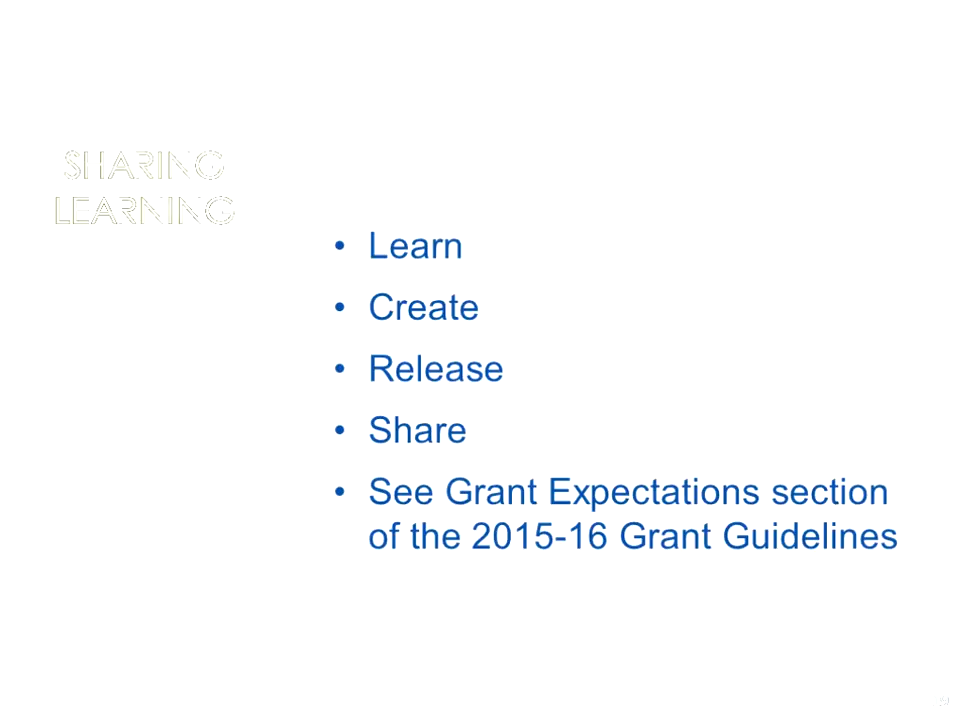 SHARING
LEARNING
• Learn
• Create
• Release
• Share
• See Grant Expectations section
of the 2015-16 Grant Guidelines